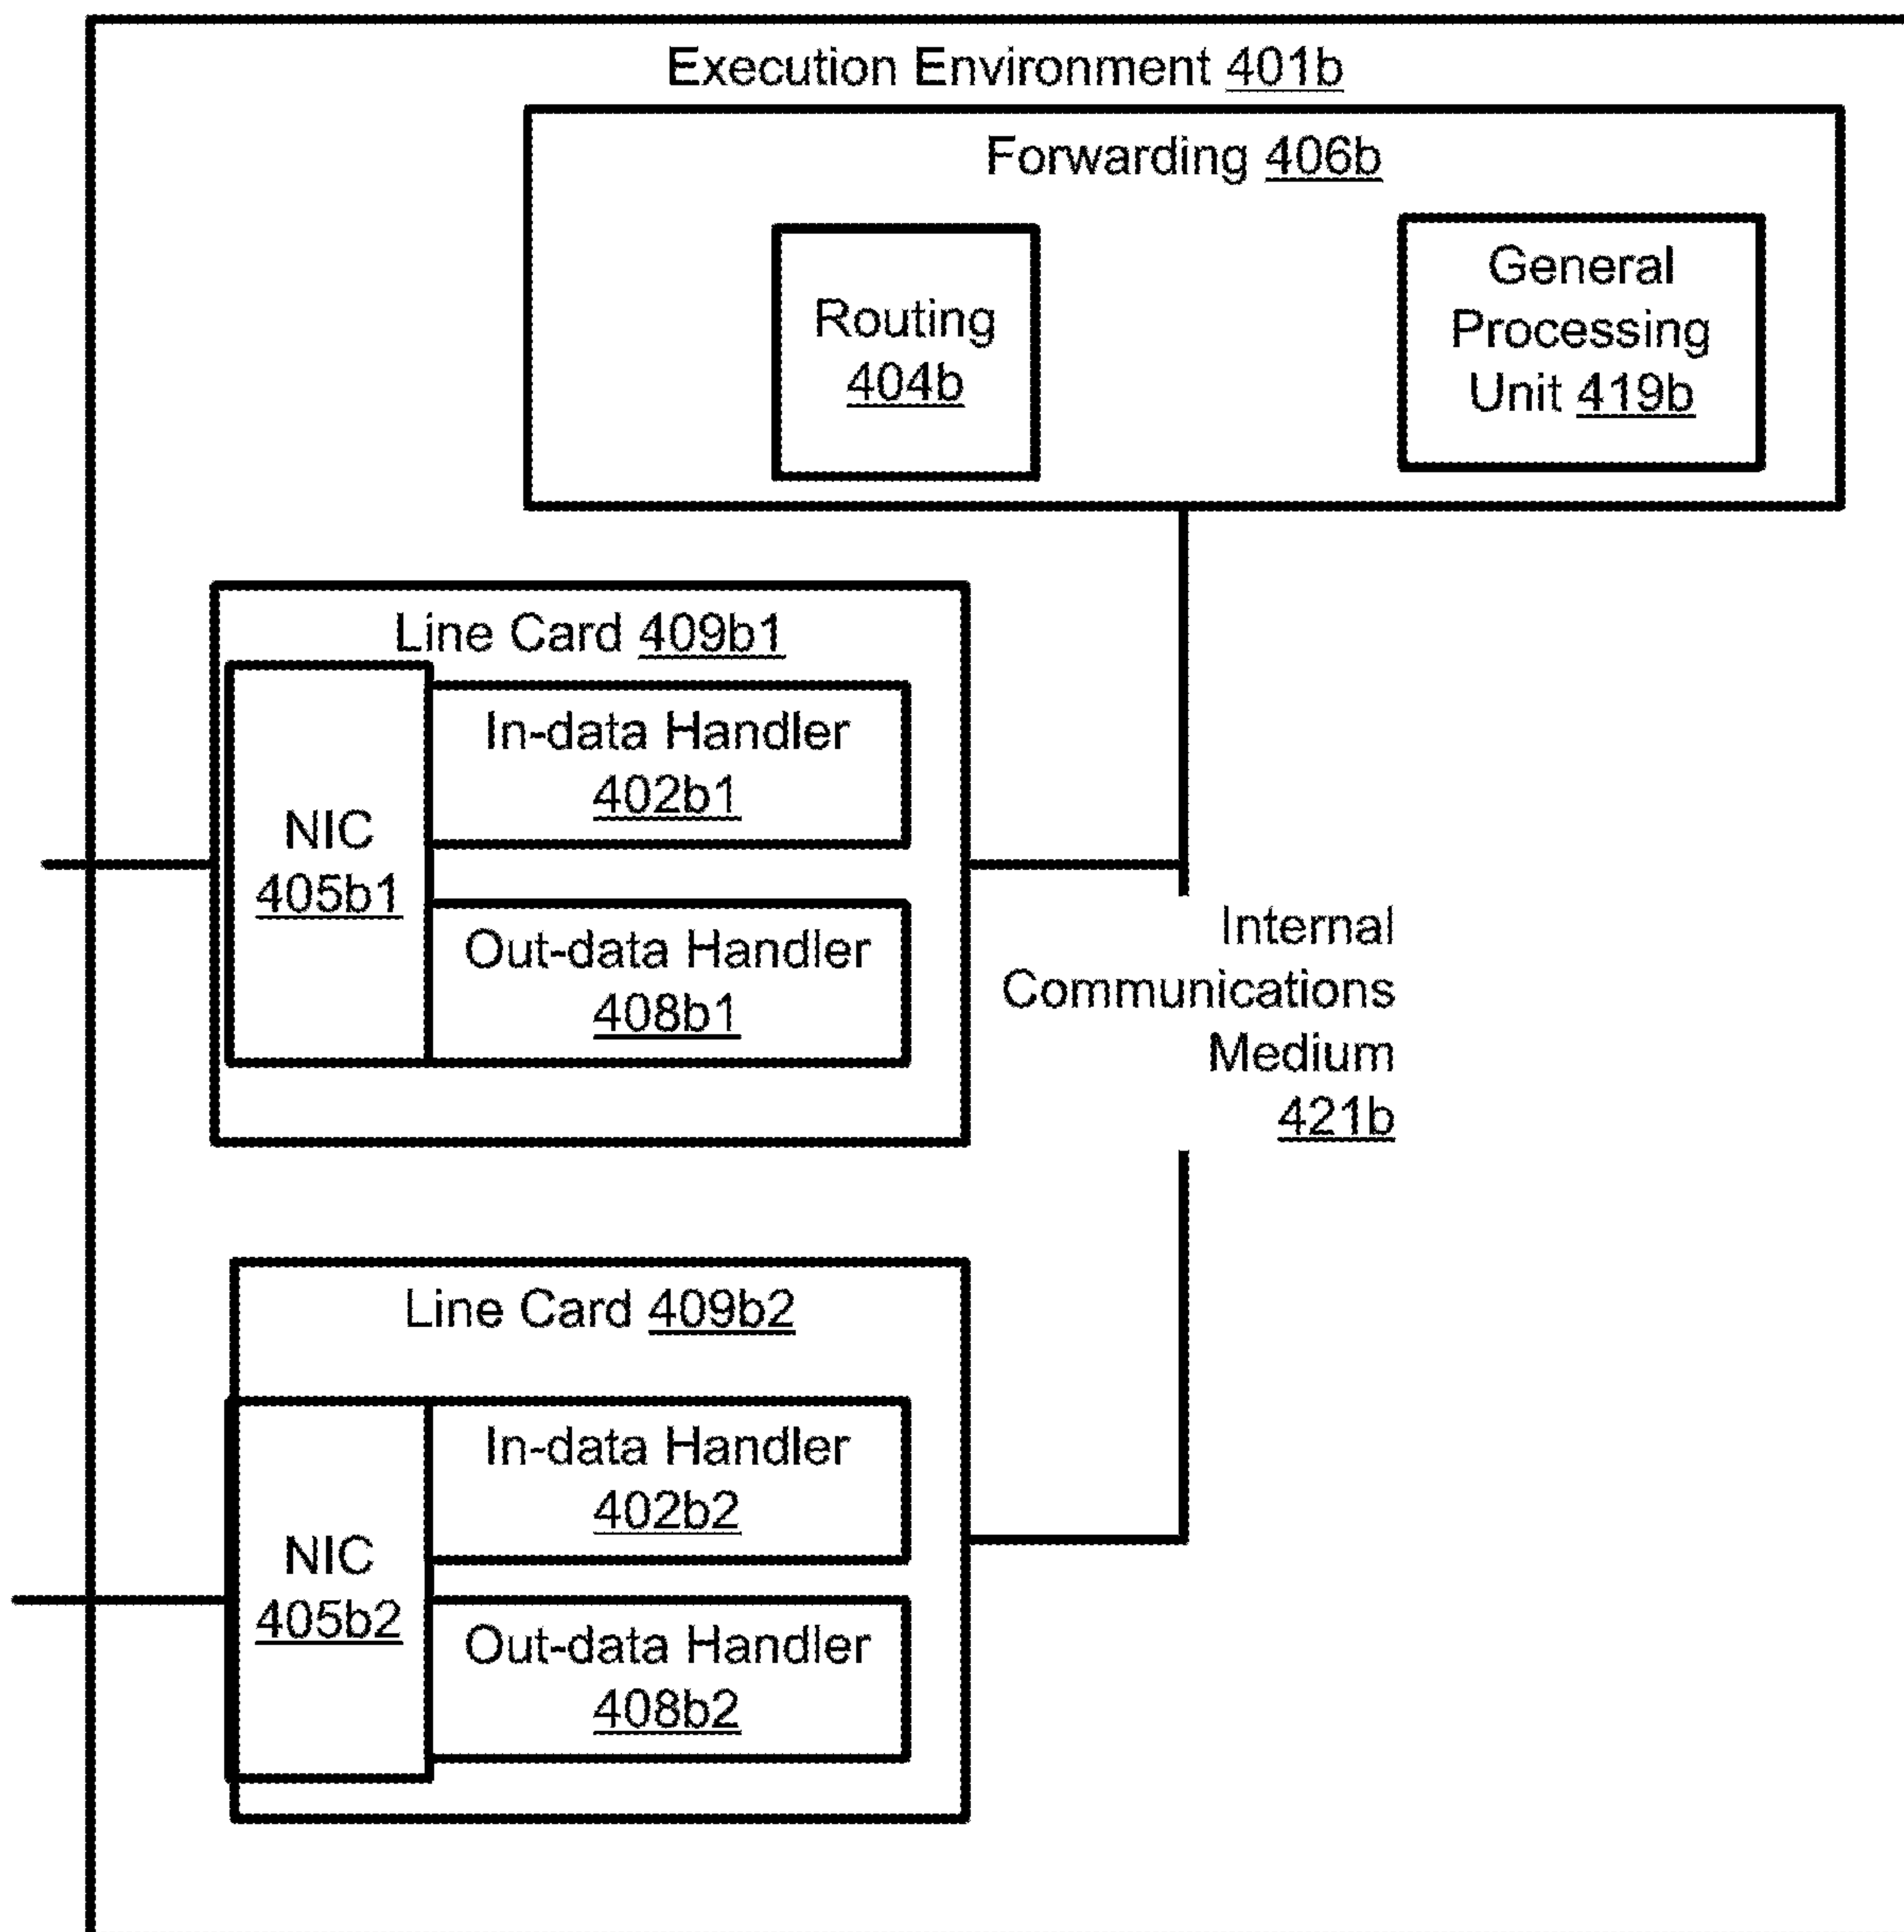 Execution Environment 401b
Forwarding 406b
Routing
404b
General
Processing
Unit 419b
Line Card 409b1
NIC
405b1
In-data Handler
402b1
Out-data Handler
408b1
Internal
Communications
Medium
421b
Line Card 409b2
NIC
405b2
In-data Handler
402b2
Out-data Handler
408b2